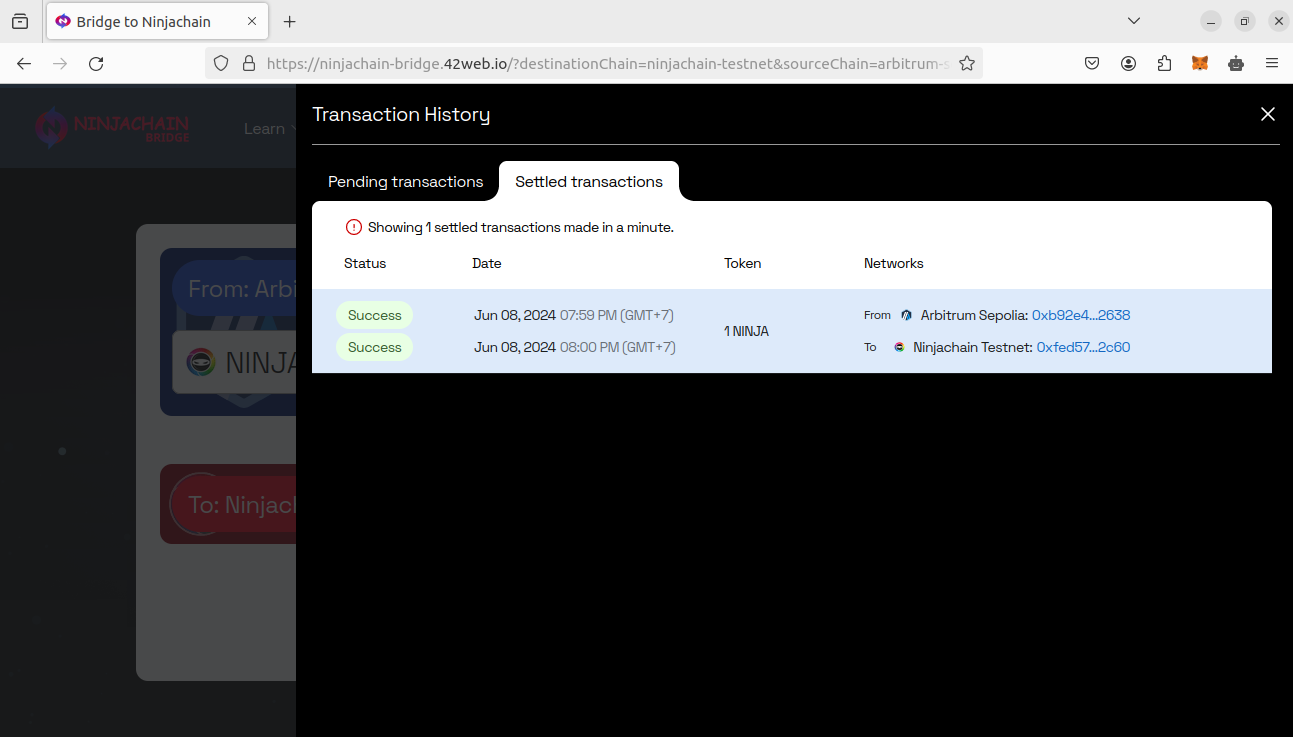 Bridge to Ninjachain
https://ninjachain-bridge.42web.io/?destinationChain=ninjachain-testnet&sourceChain=arbitrum-s
NINJACHAIN
BRIDGE
Learn
Transaction History
Pending transactions
Settled transactions
Showing 1 settled transactions made in a minute.
Status Date Token Networks
Success Jun 08, 2024 07:59 PM (GMT+7) From Arbitrum Sepolia: 0xb92e4...2638
1 NINJA
Success Jun 08, 2024 08:00 PM (GMT+7) To Ninjachain Testnet: 0xfed57...2c60
From: Arbi
NINJA
To: Ninjach